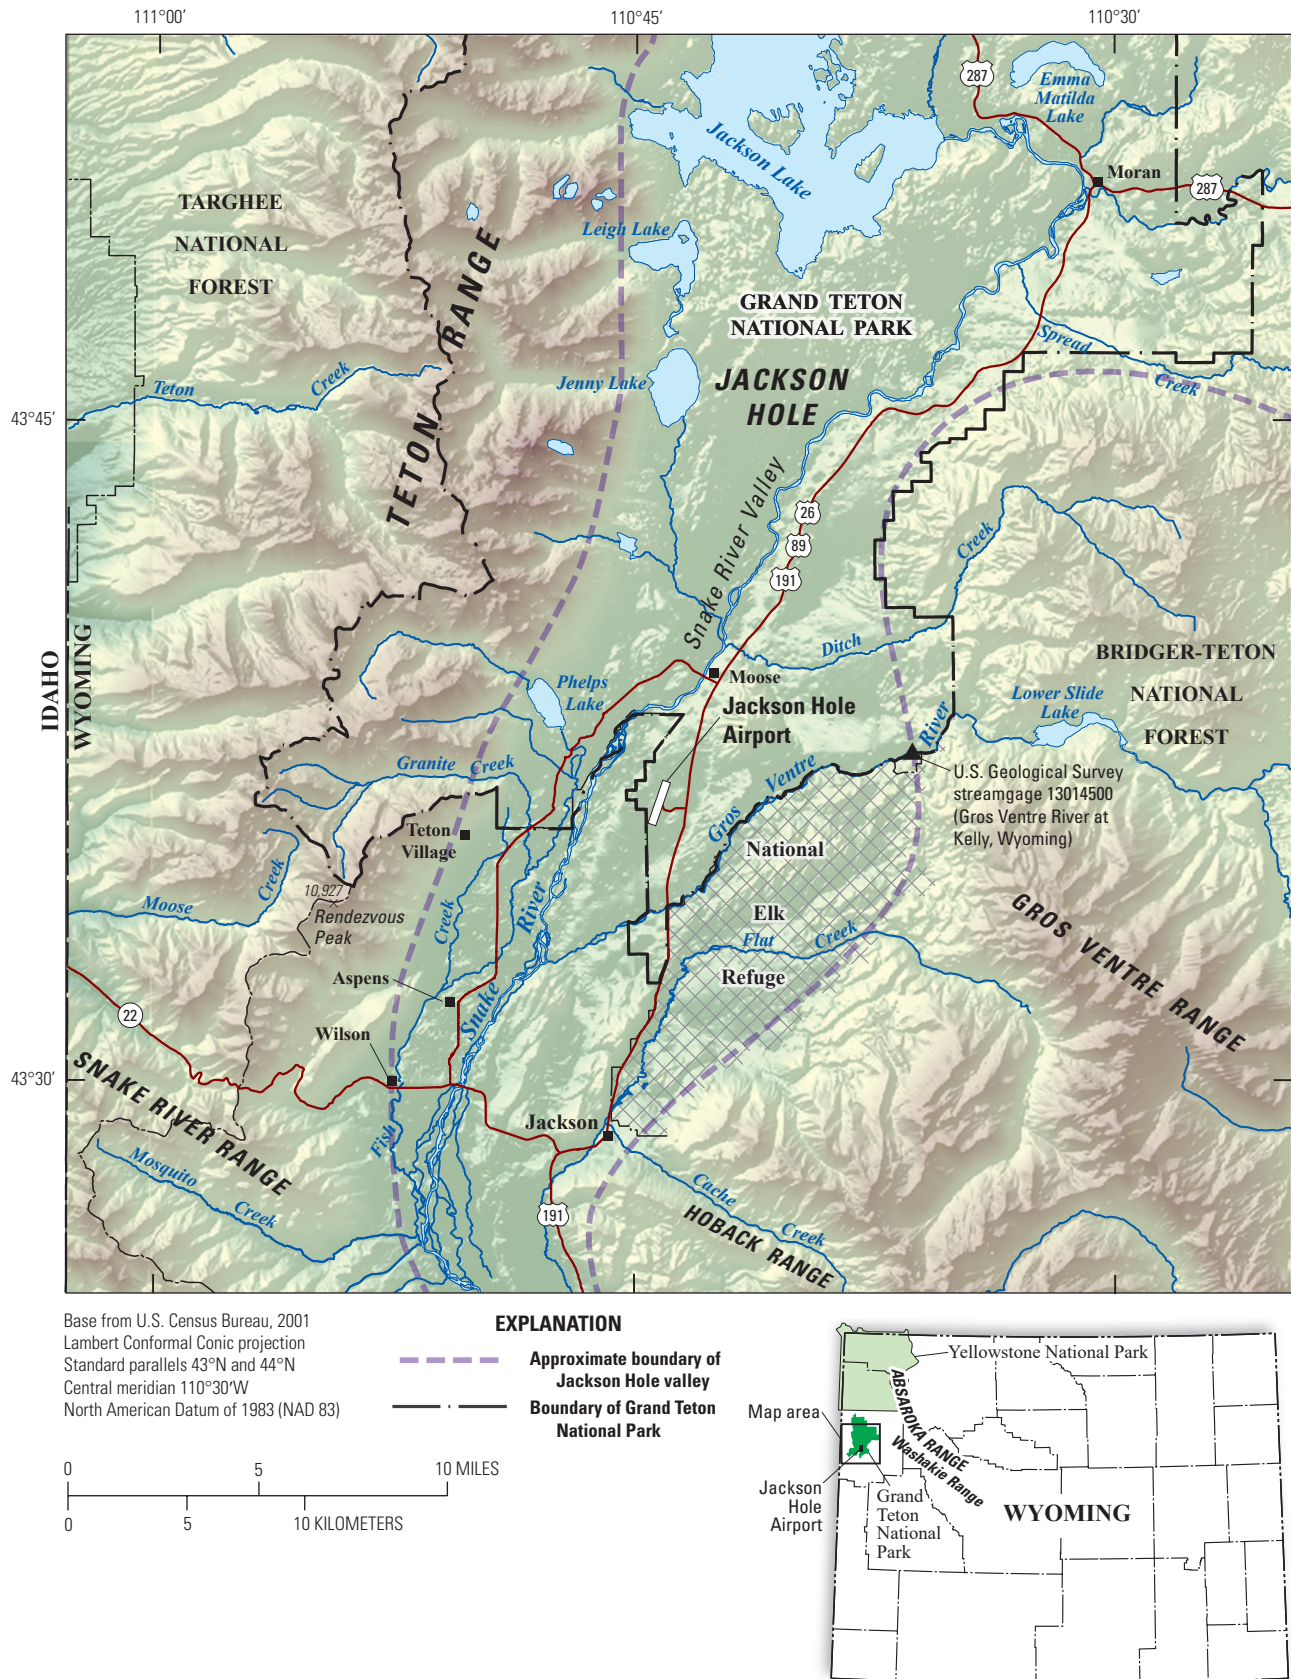 111°00’
110°45’
110°30’
287
Emma
Matilda
Lake
Jackson Lake
Moran
287
TARGHEE
NATIONAL
FOREST
Leigh Lake
TETON RANGE
GRAND TETON
NATIONAL PARK
Spread
Creek
Teton
Creek
Jenny Lake
JACKSON
HOLE
43°45’
Snake River Valley
26
89
191
Creek
Ditch
IDAHO
WYOMING
BRIDGER-TETON
NATIONAL
FOREST
Moose
Phelps
Lake
Lower Slide
Lake
Jackson Hole
Airport
Gros Ventre River
Granite Creek
U.S. Geological Survey
streamgage 13014500
(Gros Ventre River at
Kelly, Wyoming)
Teton
Village
National
Elk
Refuge
Moose
Creek
10,927
Rendezvous
Peak
Creek
River
Flat Creek
GROS VENTRE RANGE
Aspens
Snake
22
Wilson
43°30’
SNAKE RIVER RANGE
Jackson
Fish
Mosquito
Creek
Cache
Creek
191
HOBACK RANGE
Base from U.S. Census Bureau, 2001
Lambert Conformal Conic projection
Standard parallels 43°N and 44°N
Central meridian 110°30’W
North American Datum of 1983 (NAD 83)
0 5 10 MILES
0 5 10 KILOMETERS
EXPLANATION
Approximate boundary of
Jackson Hole valley
Boundary of Grand Teton
National Park
Yellowstone National Park
ABSAROKA RANGE
Washakie Range
Map area
Jackson
Hole
Airport
Grand
Teton
National
Park
WYOMING